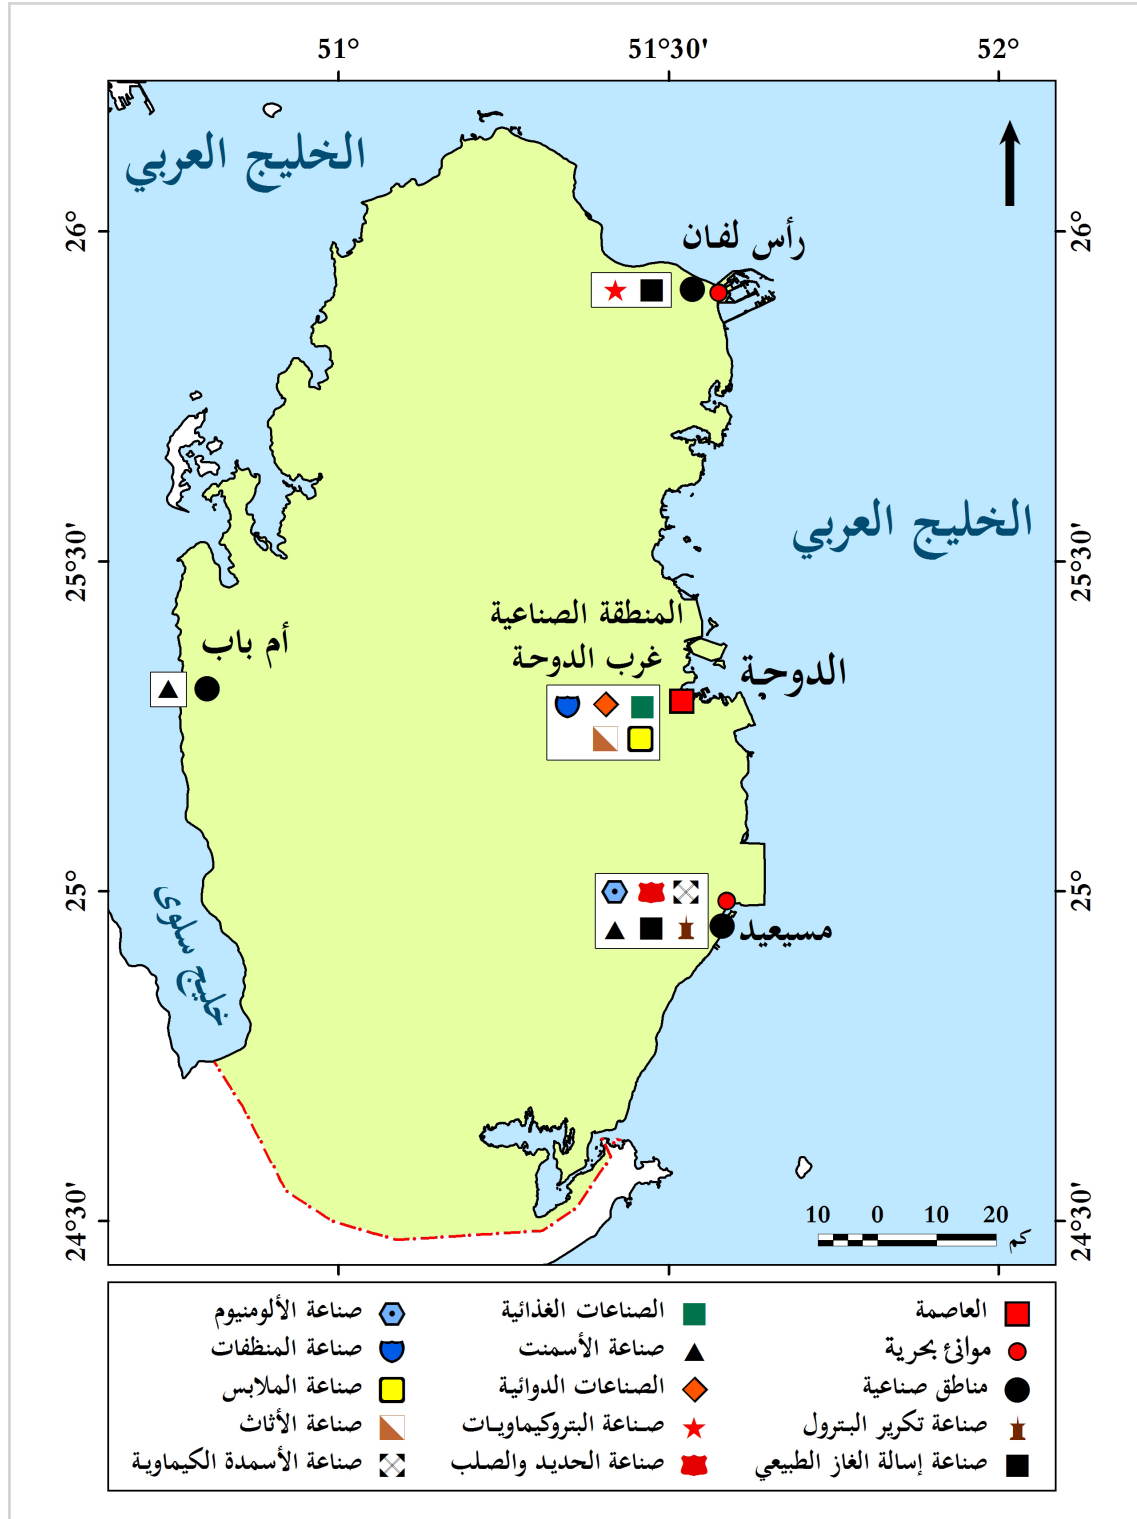 51° 51°30' 52°
الخليج العربي
26° 26°
رأس لفان
الخليج العربي
25°30' 25°30'
المنطقة الصناعية
غرب الدوحة
أم باب
الدوحة
25° 25°
خليج سلوى
مسيعيد
24°30' 24°30'
10 0 10 20
كم
العاصمة
موانئ بحرية
مناطق صناعية
صناعة تكرير البترول
صناعة إسالة الغاز الطبيعي
الصناعات الغذائية
صناعة الأسمنت
الصناعات الدوائية
صناعة البتروكيماويات
صناعة الحديد والصلب
صناعة الألومنيوم
صناعة المنظفات
صناعة الملابس
صناعة الأثاث
صناعة الأسمدة الكيماوية